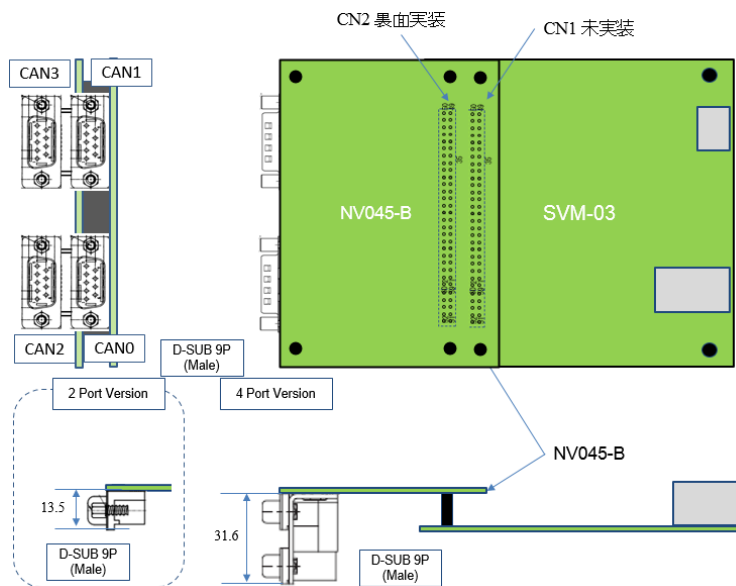 CN2 裏面実装
CN1 未実装
CAN3
CAN1
NV045-B
SVM-03
CAN2
CAN0
D-SUB 9P
(Male)
2 Port Version
4 Port Version
NV045-B
13.5
31.6
D-SUB 9P
(Male)
D-SUB 9P
(Male)